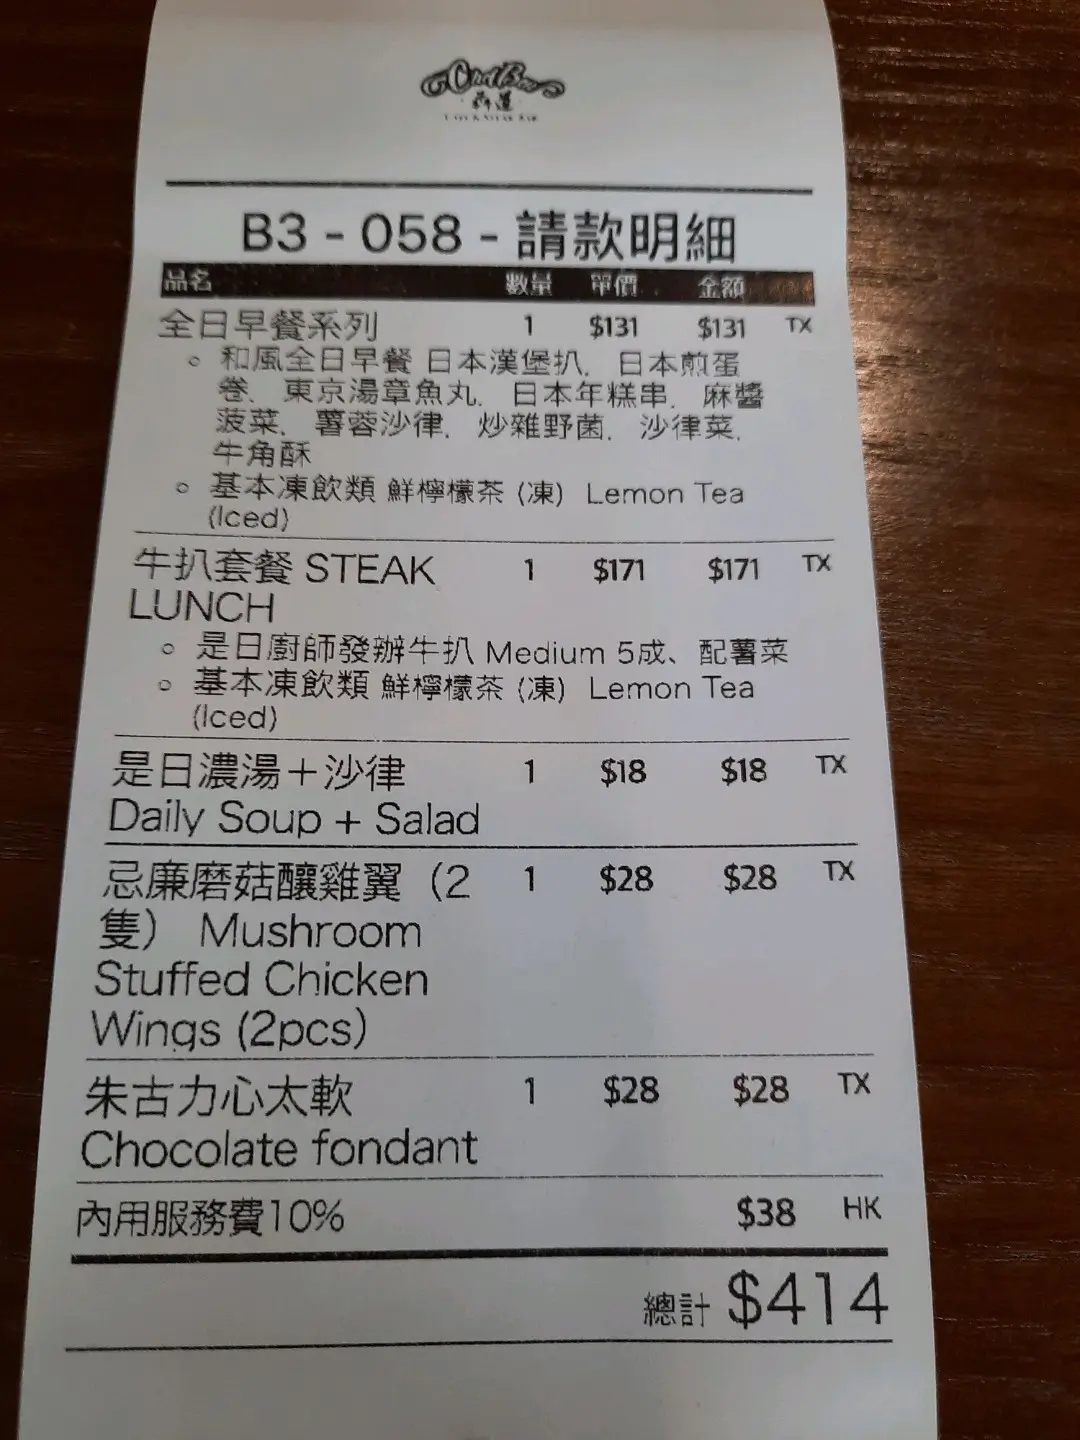 B3 - 058 - 請款明細
品名 數量 單價 金額
全日早餐系列 1 $131 $131 TX
和風全日早餐 日本漢堡扒, 日本煎蛋
卷, 東京湯章魚丸, 日本年糕串, 麻醬
菠菜, 薯蓉沙律, 炒雜野菌, 沙律菜,
牛角酥
基本凍飲類 鮮檸檬茶 (凍) Lemon Tea
(Iced)
牛扒套餐 STEAK 1 $171 $171 TX
LUNCH
是日廚師發辦牛扒 Medium 5成、配薯菜
基本凍飲類 鮮檸檬茶 (凍) Lemon Tea
(Iced)
是日濃湯＋沙律 1 $18 $18 TX
Daily Soup + Salad
忌廉磨菇釀雞翼（2 1 $28 $28 TX
隻） Mushroom
Stuffed Chicken
Wings (2pcs)
朱古力心太軟 1 $28 $28 TX
Chocolate fondant
內用服務費10% $38 HK
總計 $414